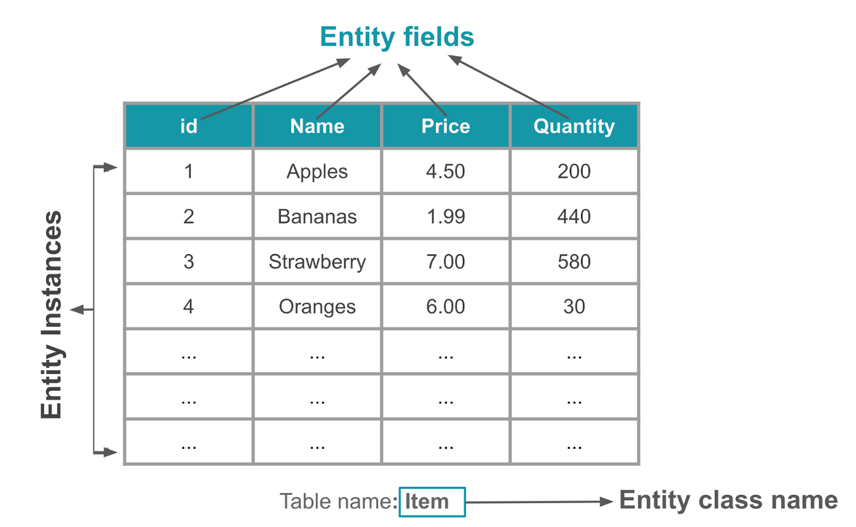 Entity fields
id Name Price Quantity
1 Apples 4.50 200
2 Bananas 1.99 440
3 Strawberry 7.00 580
4 Oranges 6.00 30
... ... ... ...
... ... ... ...
... ... ... ...
Entity Instances
Table name: Item Entity class name